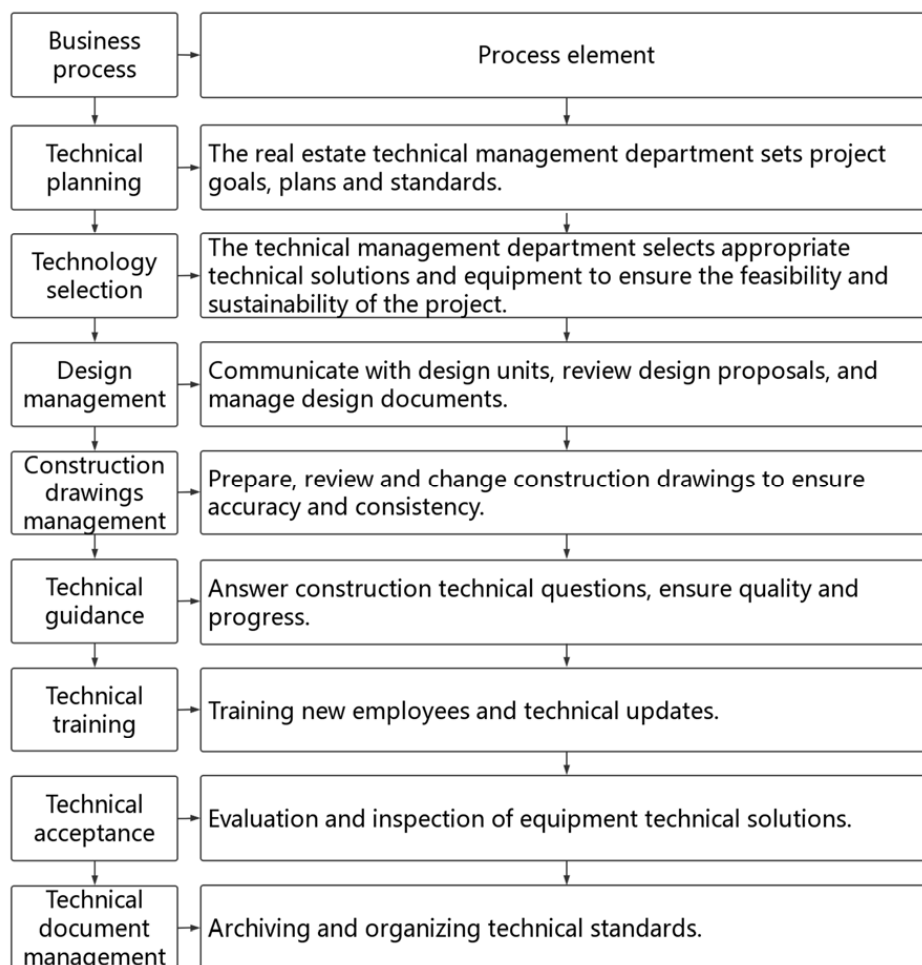 Business
process
Process element
Technical
planning
The real estate technical management department sets project
goals, plans and standards.
Technology
selection
The technical management department selects appropriate
technical solutions and equipment to ensure the feasibility and
sustainability of the project.
Design
management
Communicate with design units, review design proposals, and
manage design documents.
Construction
drawings
management
Prepare, review and change construction drawings to ensure
accuracy and consistency.
Technical
guidance
Answer construction technical questions, ensure quality and
progress.
Technical
training
Training new employees and technical updates.
Technical
acceptance
Evaluation and inspection of equipment technical solutions.
Technical
document
management
Archiving and organizing technical standards.